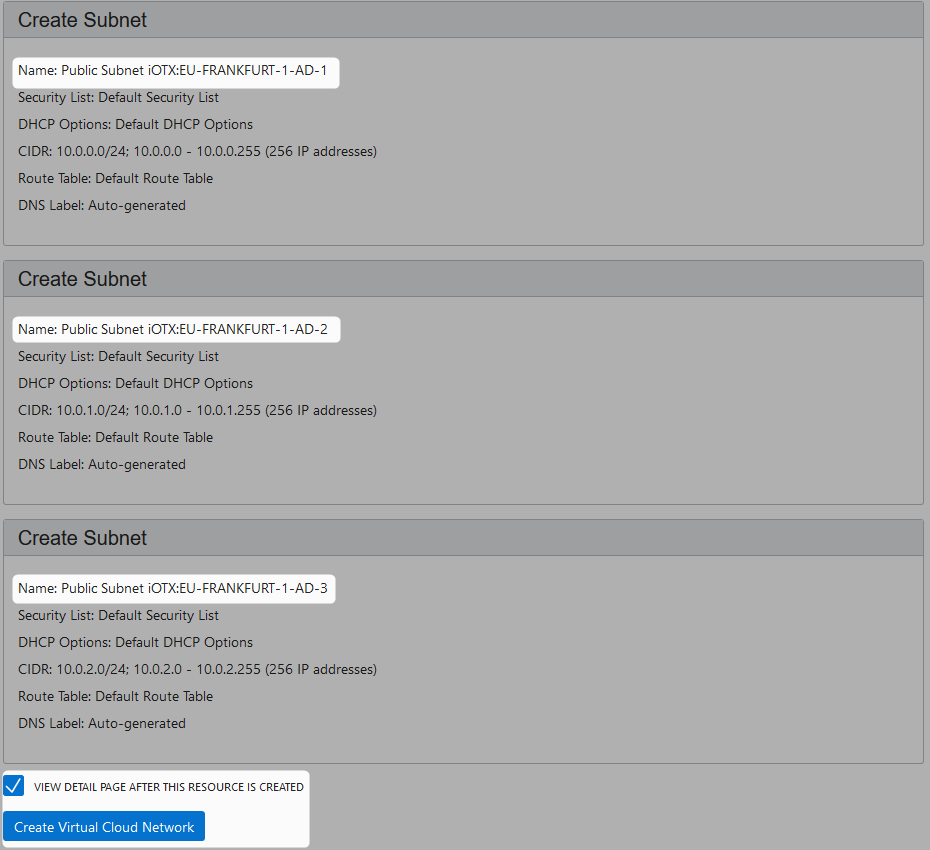 Create Subnet
Name: Public Subnet iOTX:EU-FRANKFURT-1-AD-1
Security List: Default Security List
DHCP Options: Default DHCP Options
CIDR: 10.0.0.0/24; 10.0.0.0 - 10.0.0.255 (256 IP addresses)
Route Table: Default Route Table
DNS Label: Auto-generated
Create Subnet
Name: Public Subnet iOTX:EU-FRANKFURT-1-AD-2
Security List: Default Security List
DHCP Options: Default DHCP Options
CIDR: 10.0.1.0/24; 10.0.1.0 - 10.0.1.255 (256 IP addresses)
Route Table: Default Route Table
DNS Label: Auto-generated
Create Subnet
Name: Public Subnet iOTX:EU-FRANKFURT-1-AD-3
Security List: Default Security List
DHCP Options: Default DHCP Options
CIDR: 10.0.2.0/24; 10.0.2.0 - 10.0.2.255 (256 IP addresses)
Route Table: Default Route Table
DNS Label: Auto-generated
VIEW DETAIL PAGE AFTER THIS RESOURCE IS CREATED
Create Virtual Cloud Network